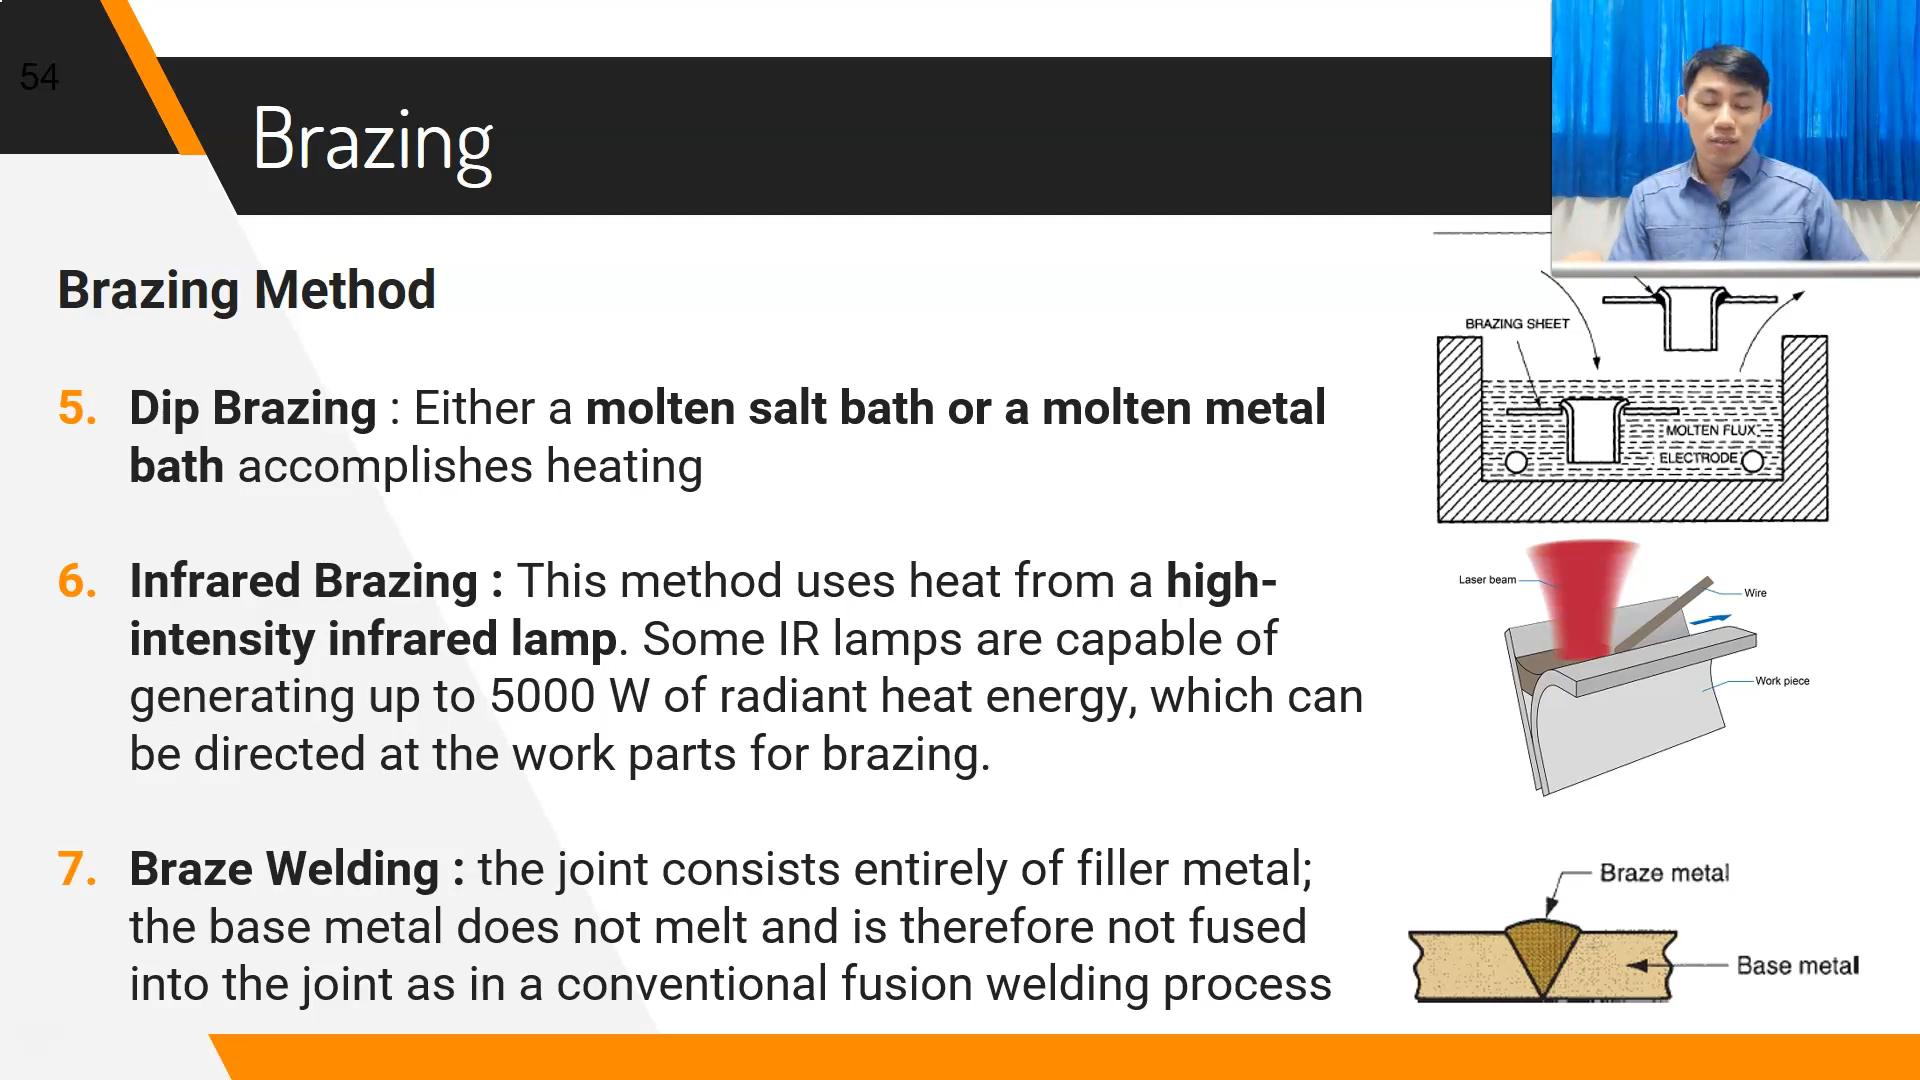 54
Brazing
Brazing Method
5. Dip Brazing : Either a molten salt bath or a molten metal
bath accomplishes heating
6. Infrared Brazing : This method uses heat from a high-
intensity infrared lamp. Some IR lamps are capable of
generating up to 5000 W of radiant heat energy, which can
be directed at the work parts for brazing.
7. Braze Welding : the joint consists entirely of filler metal;
the base metal does not melt and is therefore not fused
into the joint as in a conventional fusion welding process
BRAZING SHEET
MOLTEN FLUX
ELECTRODE
Laser beam
Wire
Work piece
Braze metal
Base metal